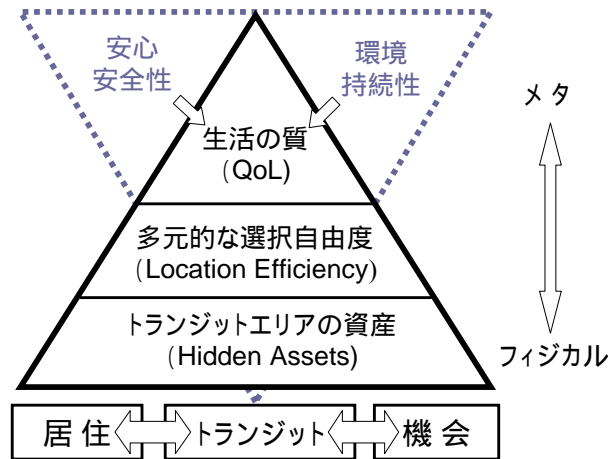 安心
安全性
環境
持続性
メタ
生活の質
(QoL)
多元的な選択自由度
(Location Efficiency)
トランジットエリアの資産
(Hidden Assets)
フィジカル
居住
トランジット
機会